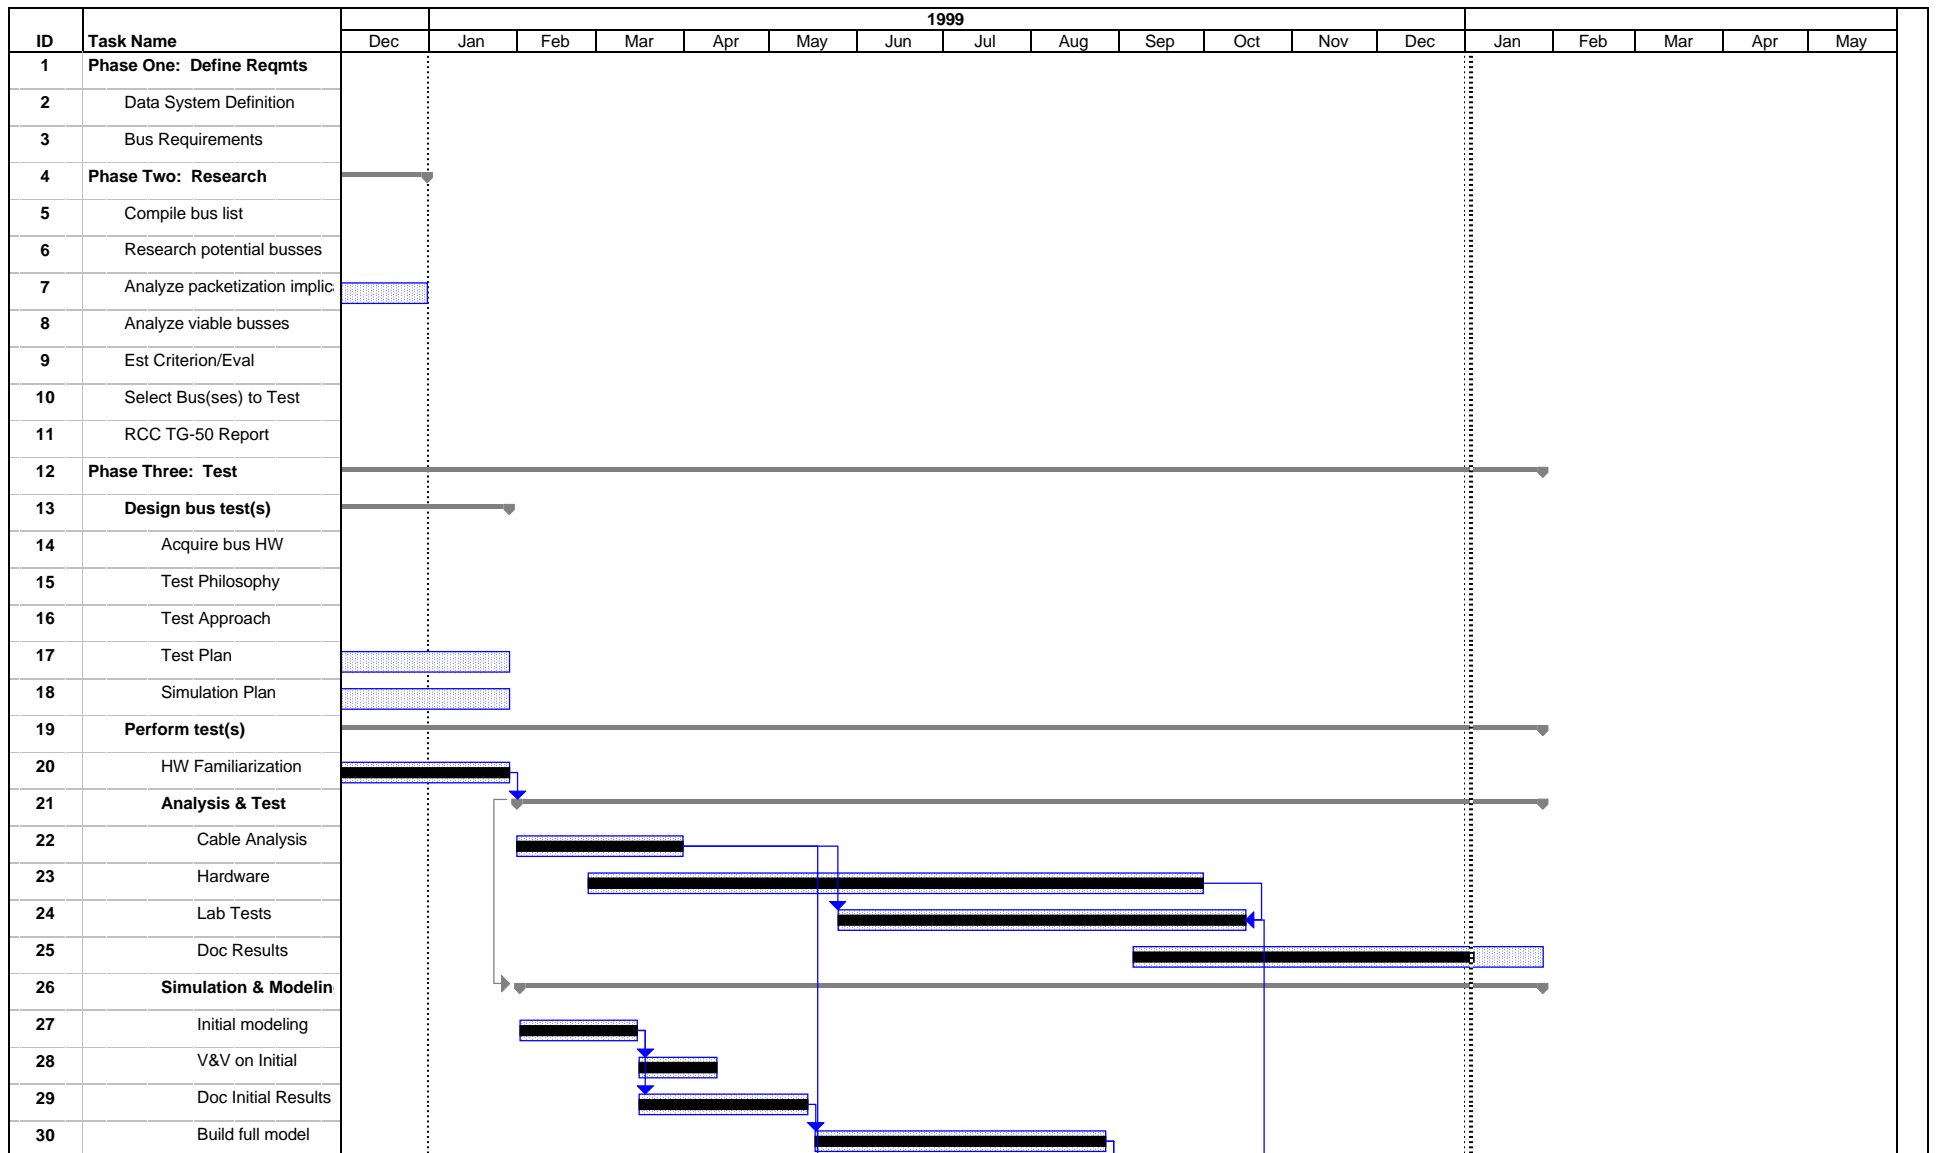 1999
ID Task Name Dec Jan Feb Mar Apr May Jun Jul Aug Sep Oct Nov Dec Jan Feb Mar Apr May
1 Phase One: Define Reqmts
2 Data System Definition
3 Bus Requirements
4 Phase Two: Research
5 Compile bus list
6 Research potential busses
7 Analyze packetization implic
8 Analyze viable busses
9 Est Criterion/Eval
10 Select Bus(ses) to Test
11 RCC TG-50 Report
12 Phase Three: Test
13 Design bus test(s)
14 Acquire bus HW
15 Test Philosophy
16 Test Approach
17 Test Plan
18 Simulation Plan
19 Perform test(s)
20 HW Familiarization
21 Analysis & Test
22 Cable Analysis
23 Hardware
24 Lab Tests
25 Doc Results
26 Simulation & Modelin
27 Initial modeling
28 V&V on Initial
29 Doc Initial Results
30 Build full model